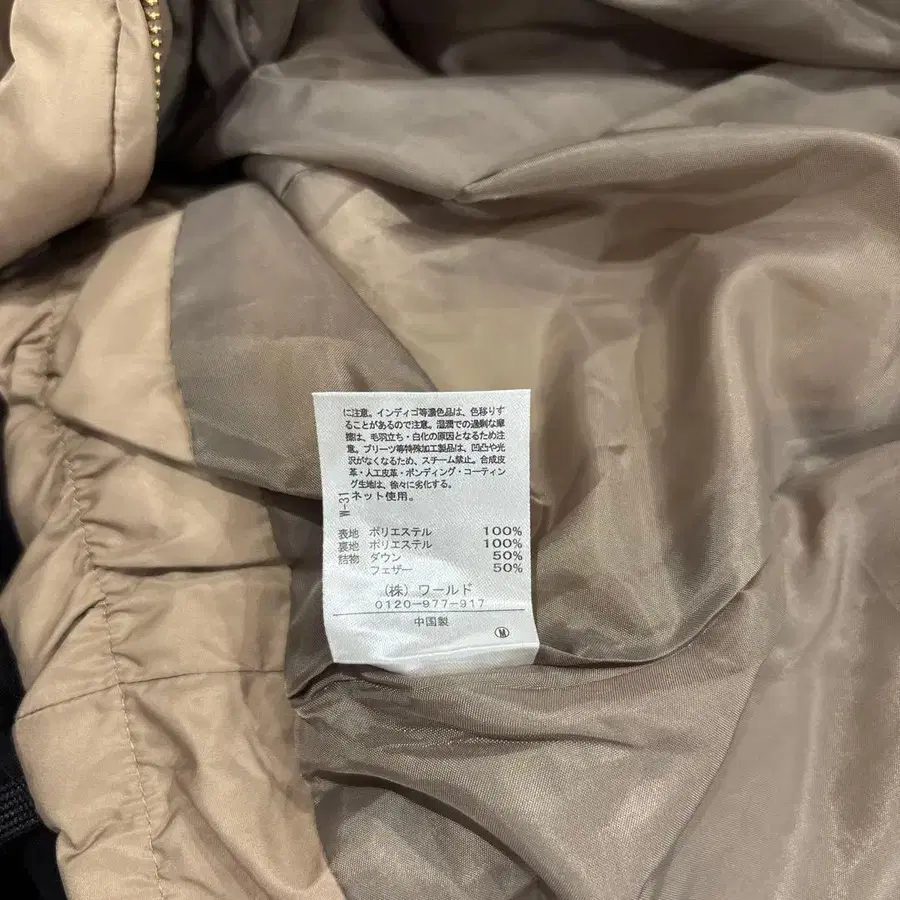 に注意。インディゴ等濃色品は、色移りす
ることがあるので注意。湿潤での過剰な摩
擦は、毛羽立ち・白化の原因となるため注
意。プリーツ等特殊加工製品は、凹凸や光
沢がなくなるため、スチーム禁止。合成皮
革・人工皮革・ボンディング・コーティン
グ生地は、徐々に劣化する。
ネット使用。
W-31
表地 ポリエステル 100%
裏地 ポリエステル 100%
詰物 ダウン 50%
フェザー 50%
(株) ワールド
0120-977-917
中国製
M